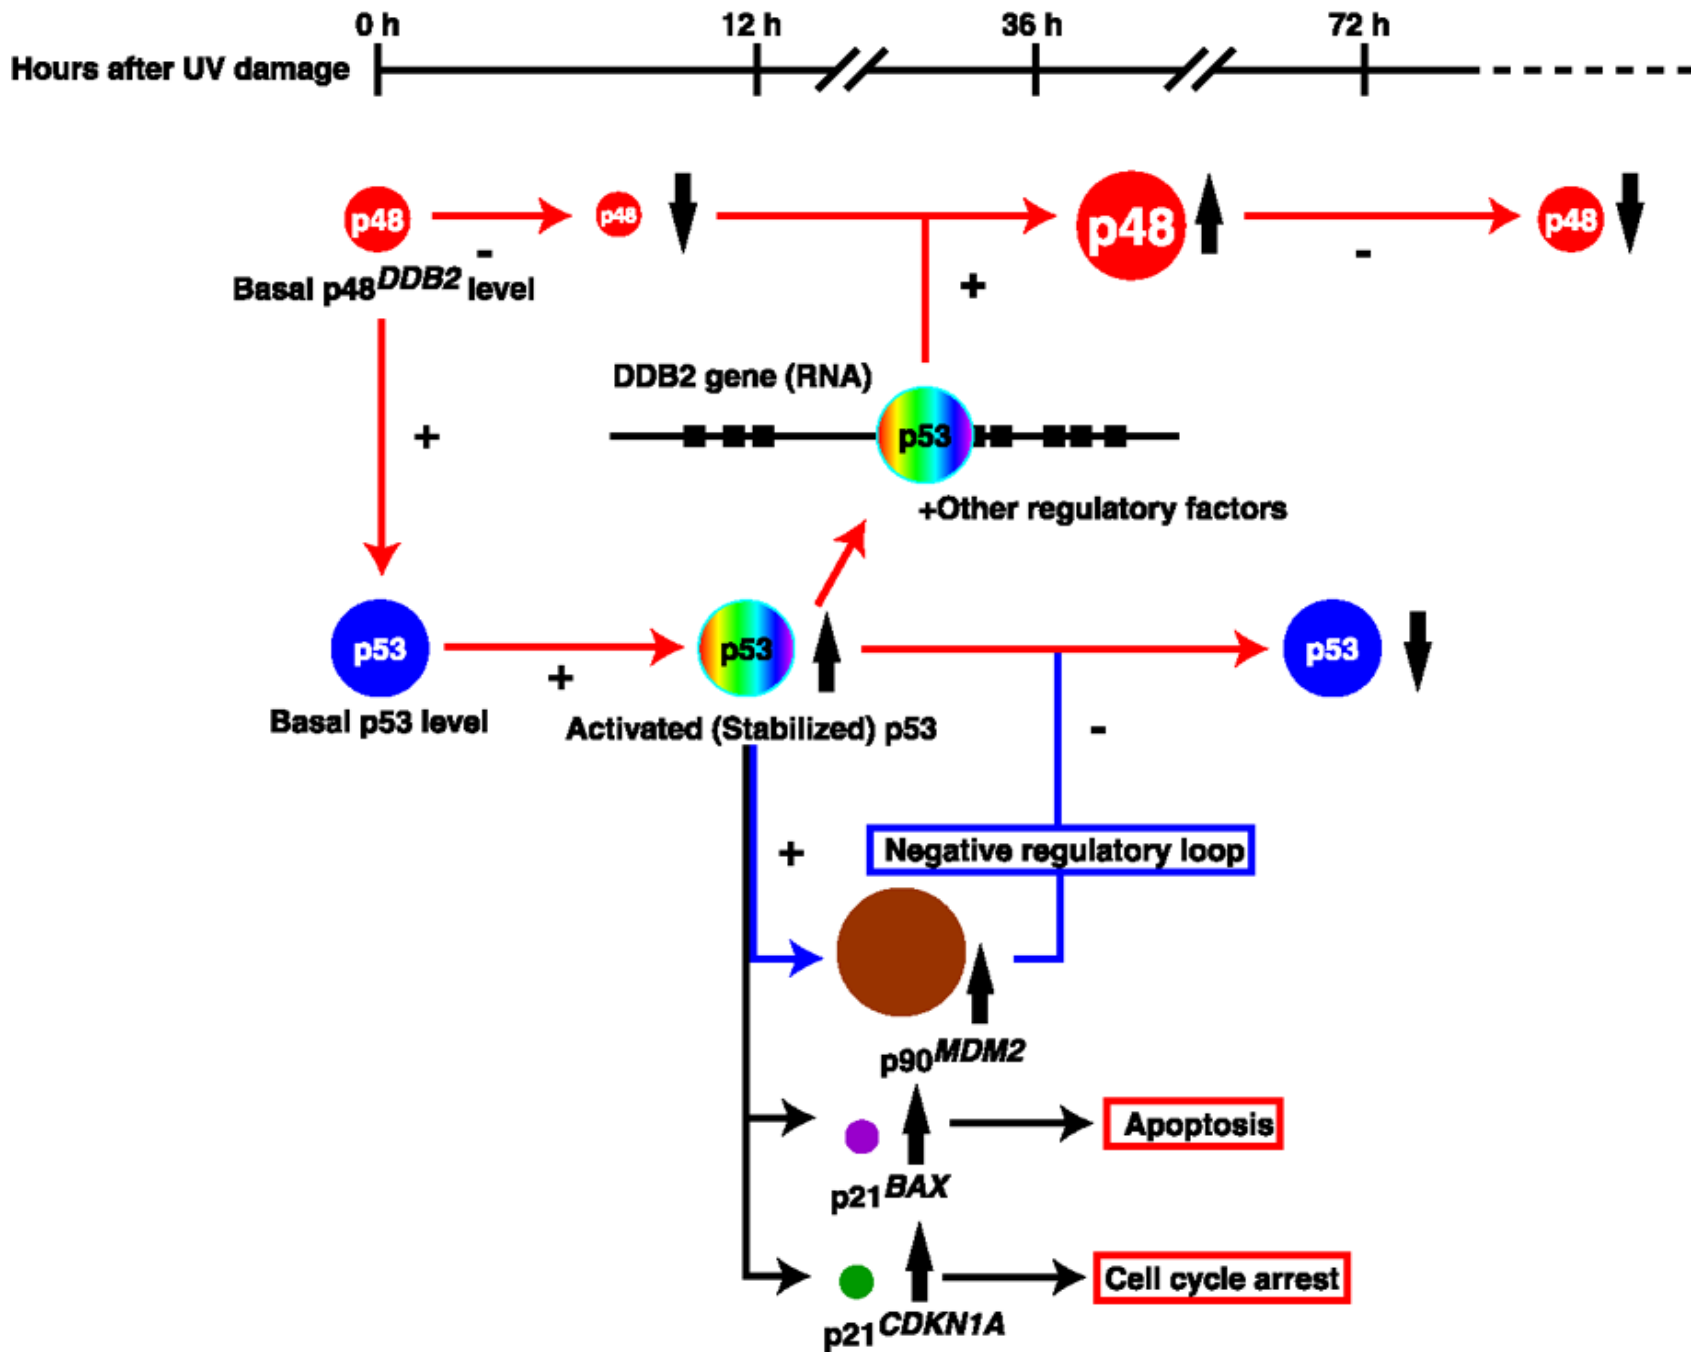 0 h 12 h 36 h 72 h
Hours after UV damage
p48 p48 p48 p48
- + -
Basal p48DDB2 level
DDB2 gene (RNA)
+ p53
+Other regulatory factors
p53 p53 p53
+
Basal p53 level Activated (Stabilized) p53 -
+ Negative regulatory loop
p90MDM2
Apoptosis
p21BAX
Cell cycle arrest
p21CDKN1A